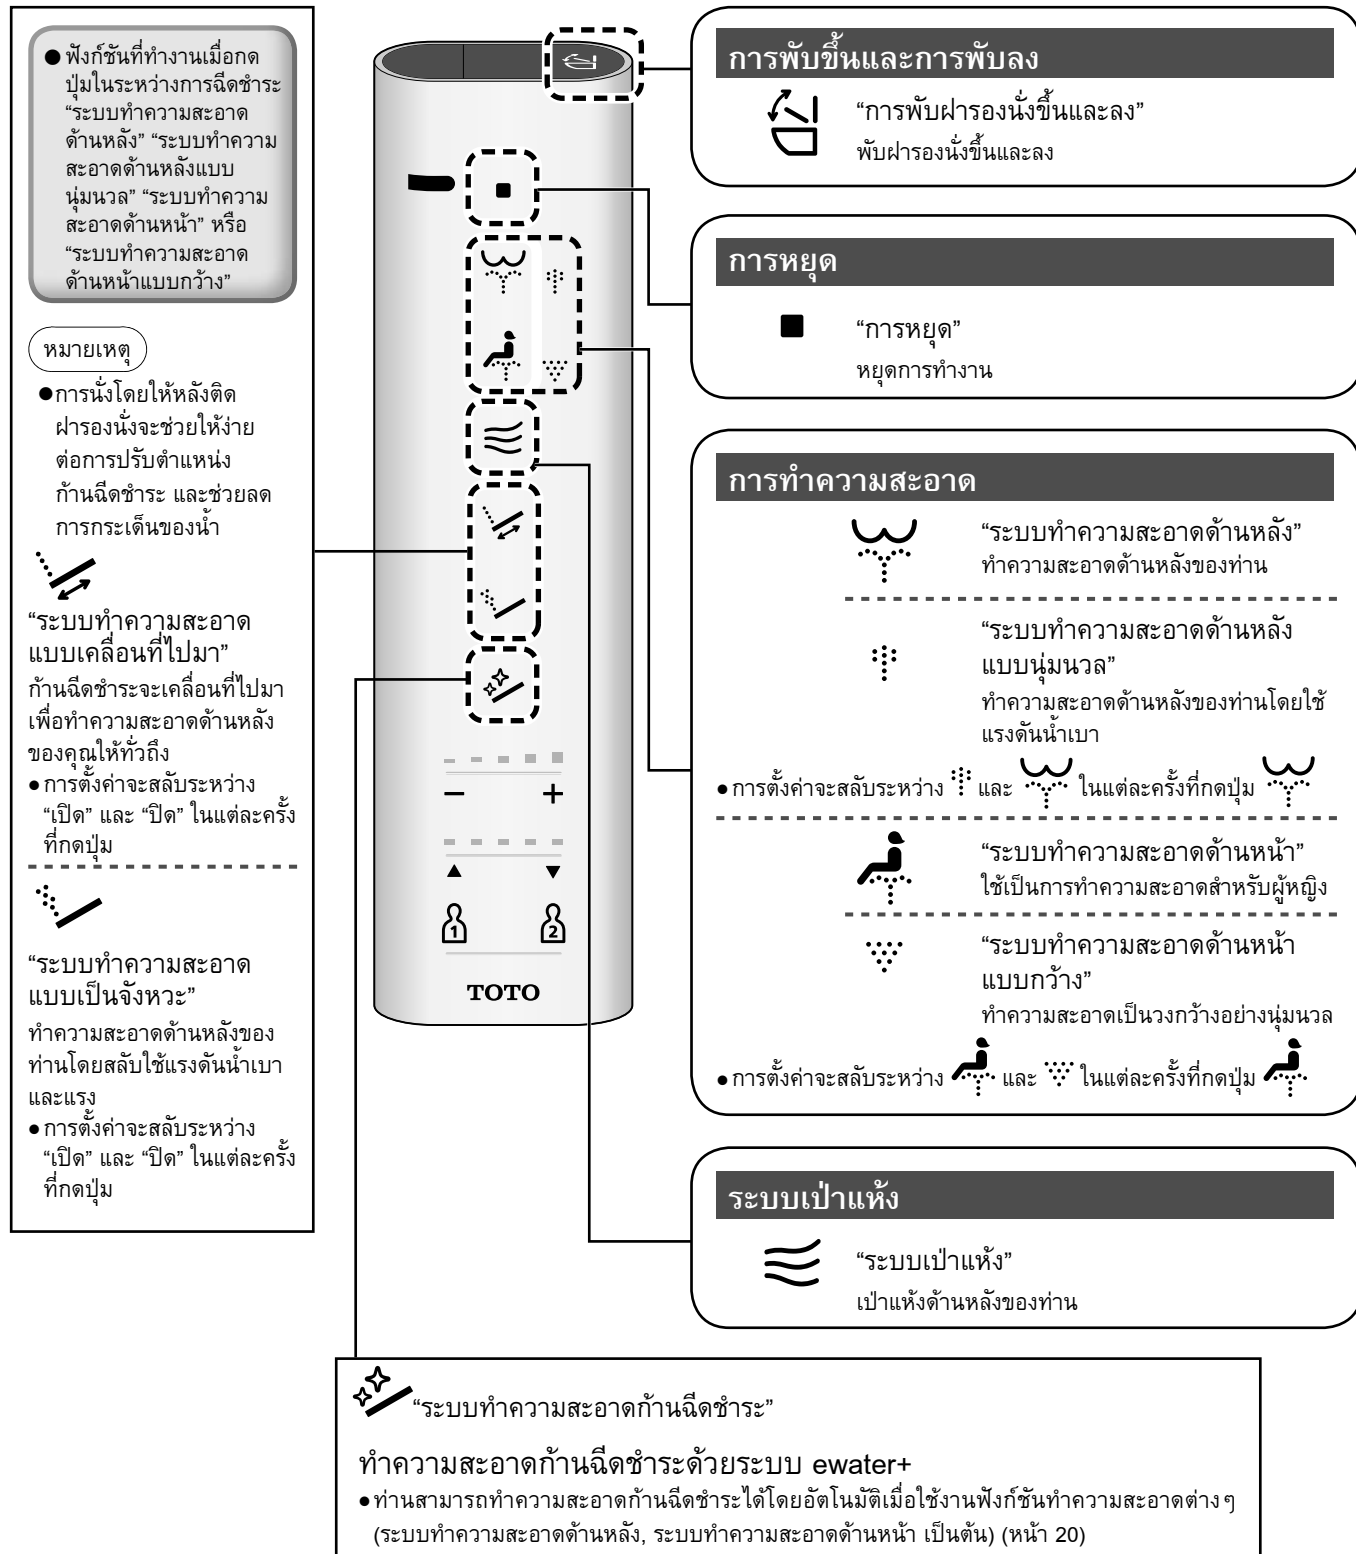 ● ฟังก์ชันที่ทำงานเมื่อกด
ปุ่มในระหว่างการฉีดชำระ
“ระบบทำความสะอาด
ด้านหลัง” “ระบบทำความ
สะอาดด้านหลังแบบ
นุ่มนวล” “ระบบทำความ
สะอาดด้านหน้า” หรือ
“ระบบทำความสะอาด
ด้านหน้าแบบกว้าง”
หมายเหตุ
●การนั่งโดยให้หลังติด
ฝารองนั่งจะช่วยให้ง่าย
ต่อการปรับตำแหน่ง
ก้านฉีดชำระ และช่วยลด
การกระเด็นของน้ำ
“ระบบทำความสะอาด
แบบเคลื่อนที่ไปมา”
ก้านฉีดชำระจะเคลื่อนที่ไปมา
เพื่อทำความสะอาดด้านหลัง
ของคุณให้ทั่วถึง
● การตั้งค่าจะสลับระหว่าง
“เปิด” และ “ปิด” ในแต่ละครั้ง
ที่กดปุ่ม
“ระบบทำความสะอาด
แบบเป็นจังหวะ”
ทำความสะอาดด้านหลังของ
ท่านโดยสลับใช้แรงดันน้ำเบา
และแรง
● การตั้งค่าจะสลับระหว่าง
“เปิด” และ “ปิด” ในแต่ละครั้ง
ที่กดปุ่ม
− +
▲ ▼
1 2
TOTO
การพับขึ้นและการพับลง
“การพับฝารองนั่งขึ้นและลง”
พับฝารองนั่งขึ้นและลง
การหยุด
“การหยุด”
หยุดการทำงาน
การทำความสะอาด
“ระบบทำความสะอาดด้านหลัง”
ทำความสะอาดด้านหลังของท่าน
“ระบบทำความสะอาดด้านหลัง
แบบนุ่มนวล”
ทำความสะอาดด้านหลังของท่านโดยใช้
แรงดันน้ำเบา
● การตั้งค่าจะสลับระหว่าง และ ในแต่ละครั้งที่กดปุ่ม
“ระบบทำความสะอาดด้านหน้า”
ใช้เป็นการทำความสะอาดสำหรับผู้หญิง
“ระบบทำความสะอาดด้านหน้า
แบบกว้าง”
ทำความสะอาดเป็นวงกว้างอย่างนุ่มนวล
● การตั้งค่าจะสลับระหว่าง และ ในแต่ละครั้งที่กดปุ่ม
ระบบเป่าแห้ง
“ระบบเป่าแห้ง”
เป่าแห้งด้านหลังของท่าน
“ระบบทำความสะอาดก้านฉีดชำระ”
ทำความสะอาดก้านฉีดชำระด้วยระบบ ewater+
●ท่านสามารถทำความสะอาดก้านฉีดชำระได้โดยอัตโนมัติเมื่อใช้งานฟังก์ชันทำความสะอาดต่างๆ
(ระบบทำความสะอาดด้านหลัง, ระบบทำความสะอาดด้านหน้า เป็นต้น) (หน้า 20)